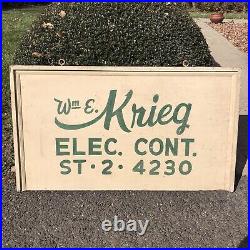 Wm E. Krieg
ELEC. CONT.
ST·2·4230